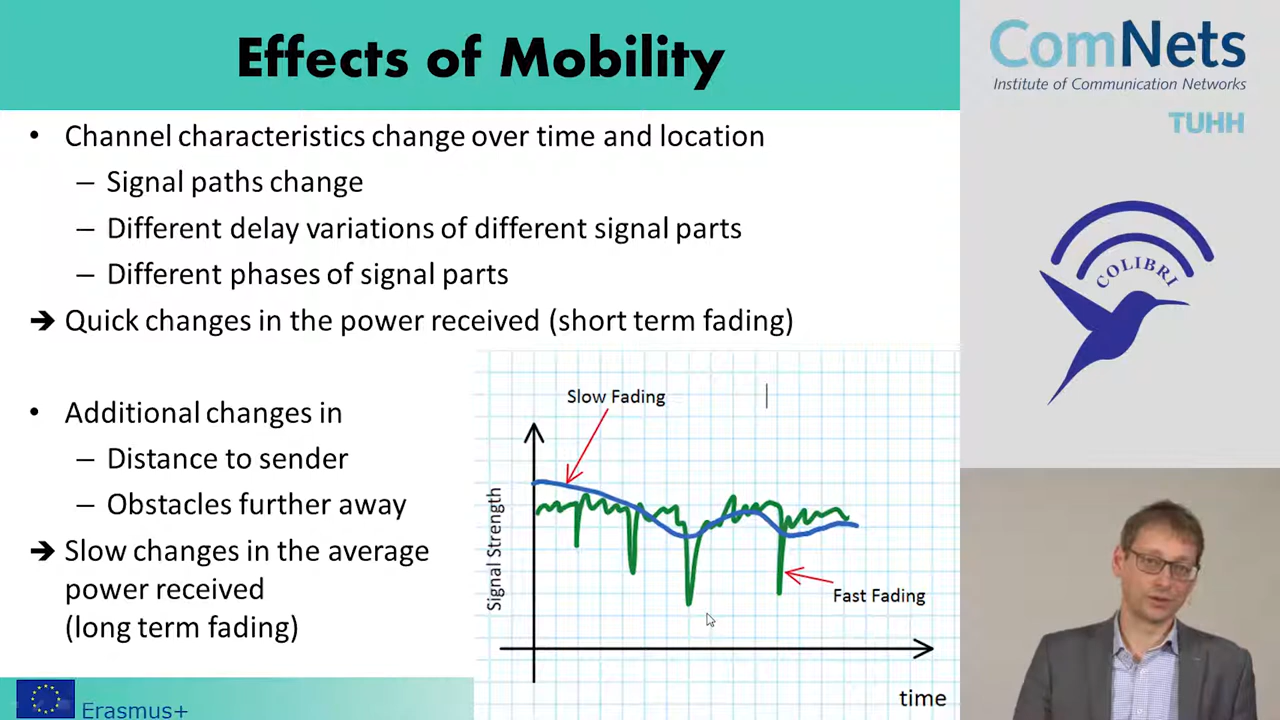 Effects of Mobility
• Channel characteristics change over time and location
– Signal paths change
– Different delay variations of different signal parts
– Different phases of signal parts
➔ Quick changes in the power received (short term fading)
• Additional changes in
– Distance to sender
– Obstacles further away
➔ Slow changes in the average
power received
(long term fading)
Slow Fading
Signal Strength
Fast Fading
time
Erasmus+
ComNets
Institute of Communication Networks
TUHH
COLIBRI